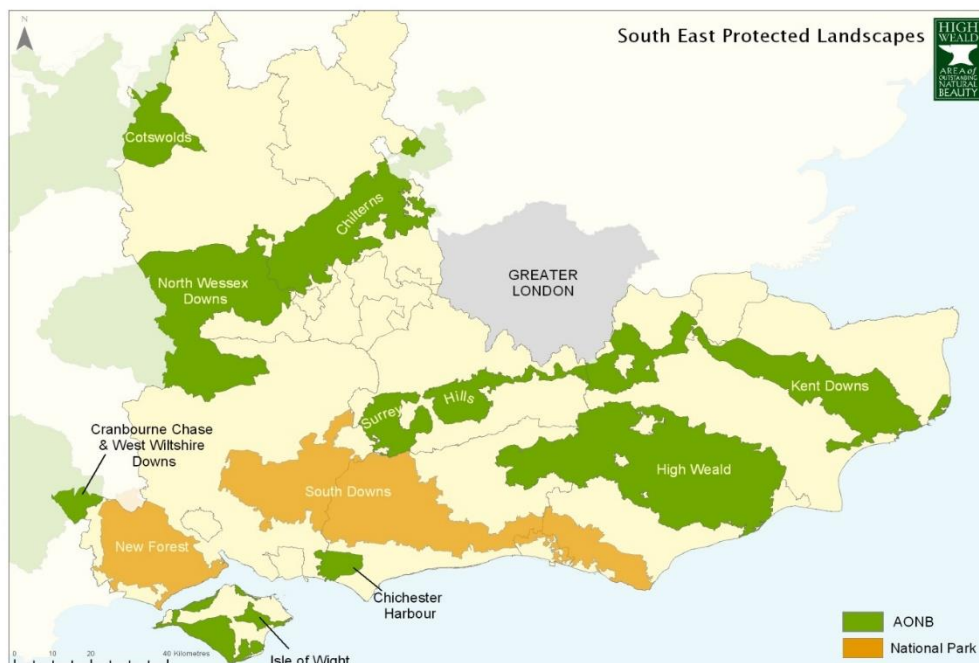 N
South East Protected Landscapes
HIGH
WEALD
AREA of
OUTSTANDING
NATURAL
BEAUTY
Cotswolds
Chilterns
North Wessex
Downs
GREATER
LONDON
Kent Downs
Surrey Hills
Cranbourne Chase
& West Wiltshire
Downs
High Weald
South Downs
New Forest
Chichester
Harbour
Isle of Wight
0 10 20 40 Kilometres
AONB
National Park